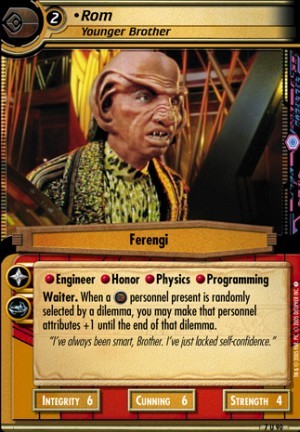 2 •Rom
Younger Brother
Ferengi
Engineer Honor Physics Programming
Waiter. When a personnel present is randomly
selected by a dilemma, you may make that personnel
attributes +1 until the end of that dilemma.
"I've always been smart, Brother. I've just lacked self-confidence."
INTEGRITY 6 CUNNING 6 STRENGTH 4